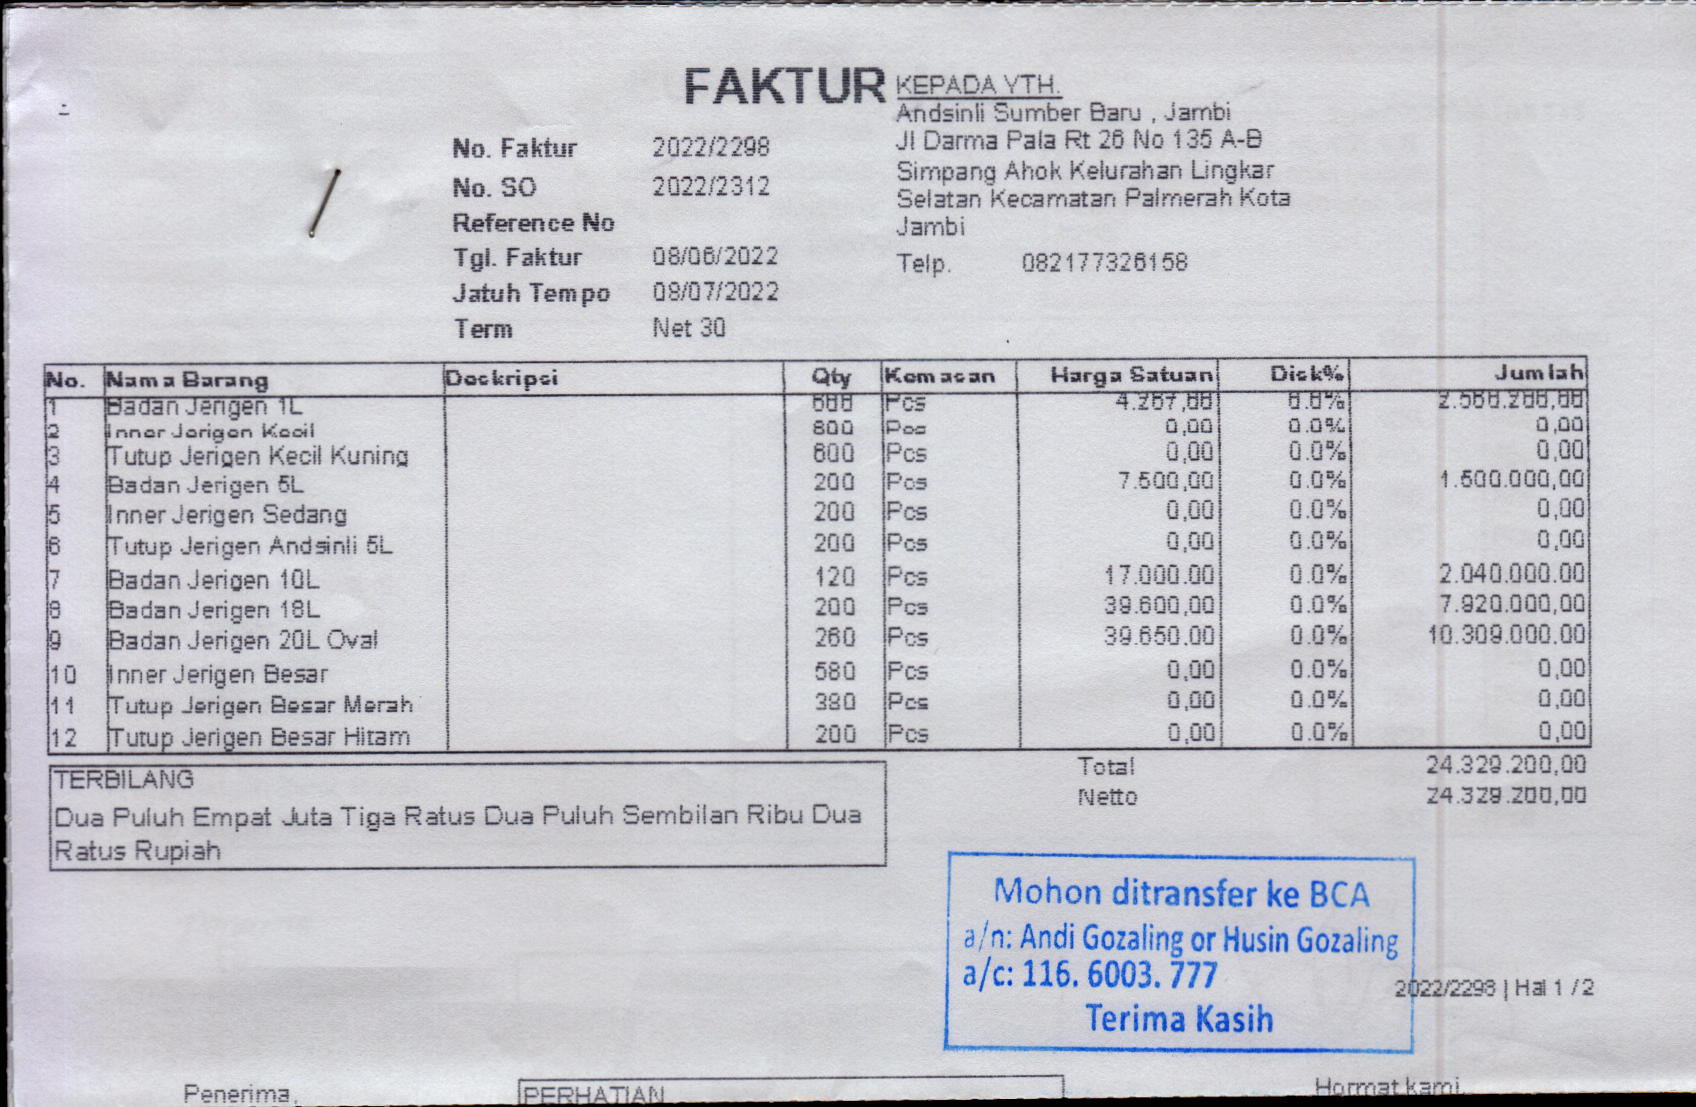 FAKTUR
No. Faktur 2022/2298
No. SO 2022/2312
Reference No
Tgl. Faktur 08/06/2022
Jatuh Tempo 08/07/2022
Term Net 30
KEPADA YTH.
Andsinli Sumber Baru , Jambi
Jl Darma Pala Rt 26 No 135 A-B
Simpang Ahok Kelurahan Lingkar
Selatan Kecamatan Palmerah Kota
Jambi
Telp. 082177326158
No. Nama Barang Deskripsi Qty Kemasan Harga Satuan Disk% Jumlah
1 Badan Jerigen 1L Pcs 0.0%
2 Inner Jerigen Kecil Pcs 0,00 0.0% 0,00
3 Tutup Jerigen Kecil Kuning Pcs 0,00 0.0% 0,00
4 Badan Jerigen 5L 200 Pcs 7.500,00 0.0% 1.500.000,00
5 Inner Jerigen Sedang 200 Pcs 0,00 0.0% 0,00
6 Tutup Jerigen Andsinli 5L 200 Pcs 0,00 0.0% 0,00
7 Badan Jerigen 10L 120 Pcs 17.000.00 0.0% 2.040.000.00
8 Badan Jerigen 18L 200 Pcs 39.600,00 0.0% 7.920.000,00
9 Badan Jerigen 20L Oval 260 Pcs 39.650.00 0.0% 10.309.000.00
10 Inner Jerigen Besar 580 Pcs 0,00 0.0% 0,00
11 Tutup Jerigen Besar Merah 380 Pcs 0,00 0.0% 0,00
12 Tutup Jerigen Besar Hitam 200 Pcs 0,00 0.0% 0,00
Total 24.329.200,00
Netto 24.329.200,00
TERBILANG
Dua Puluh Empat Juta Tiga Ratus Dua Puluh Sembilan Ribu Dua
Ratus Rupiah
Mohon ditransfer ke BCA
a/n: Andi Gozaling or Husin Gozaling
a/c: 116. 6003. 777
Terima Kasih
2022/2298 | Hal 1 / 2
Penerima,
PERHATIAN
Hormat kami,